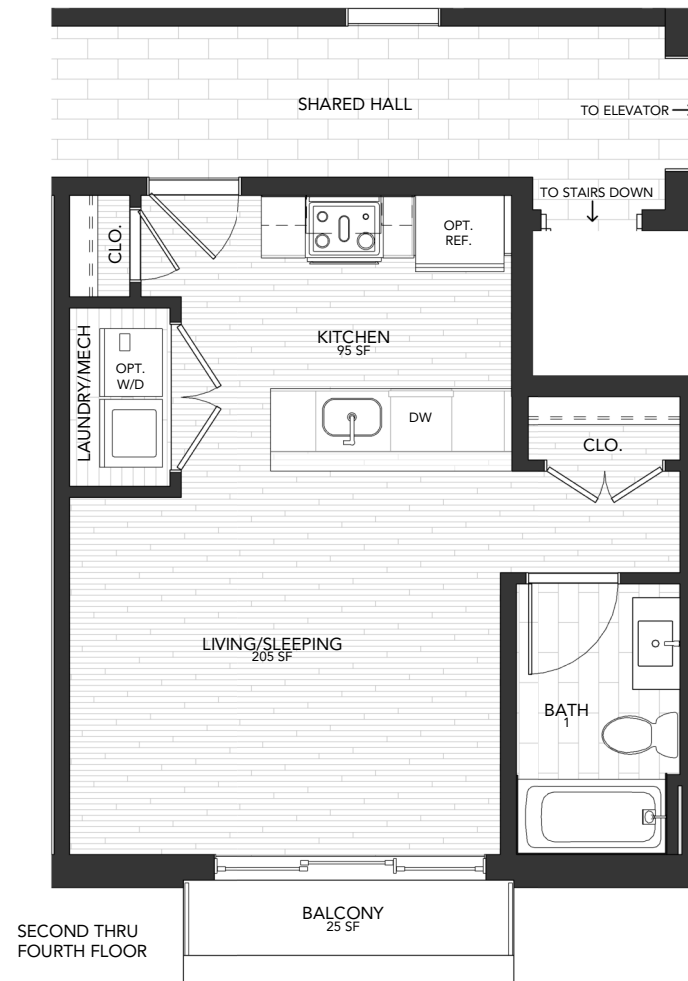 SHARED HALL
TO ELEVATOR
TO STAIRS DOWN
CLO.
OPT.
REF.
KITCHEN
95 SF
LAUNDRY/MECH
OPT.
W/D
DW
CLO.
LIVING/SLEEPING
205 SF
BATH
1
BALCONY
25 SF
SECOND THRU
FOURTH FLOOR